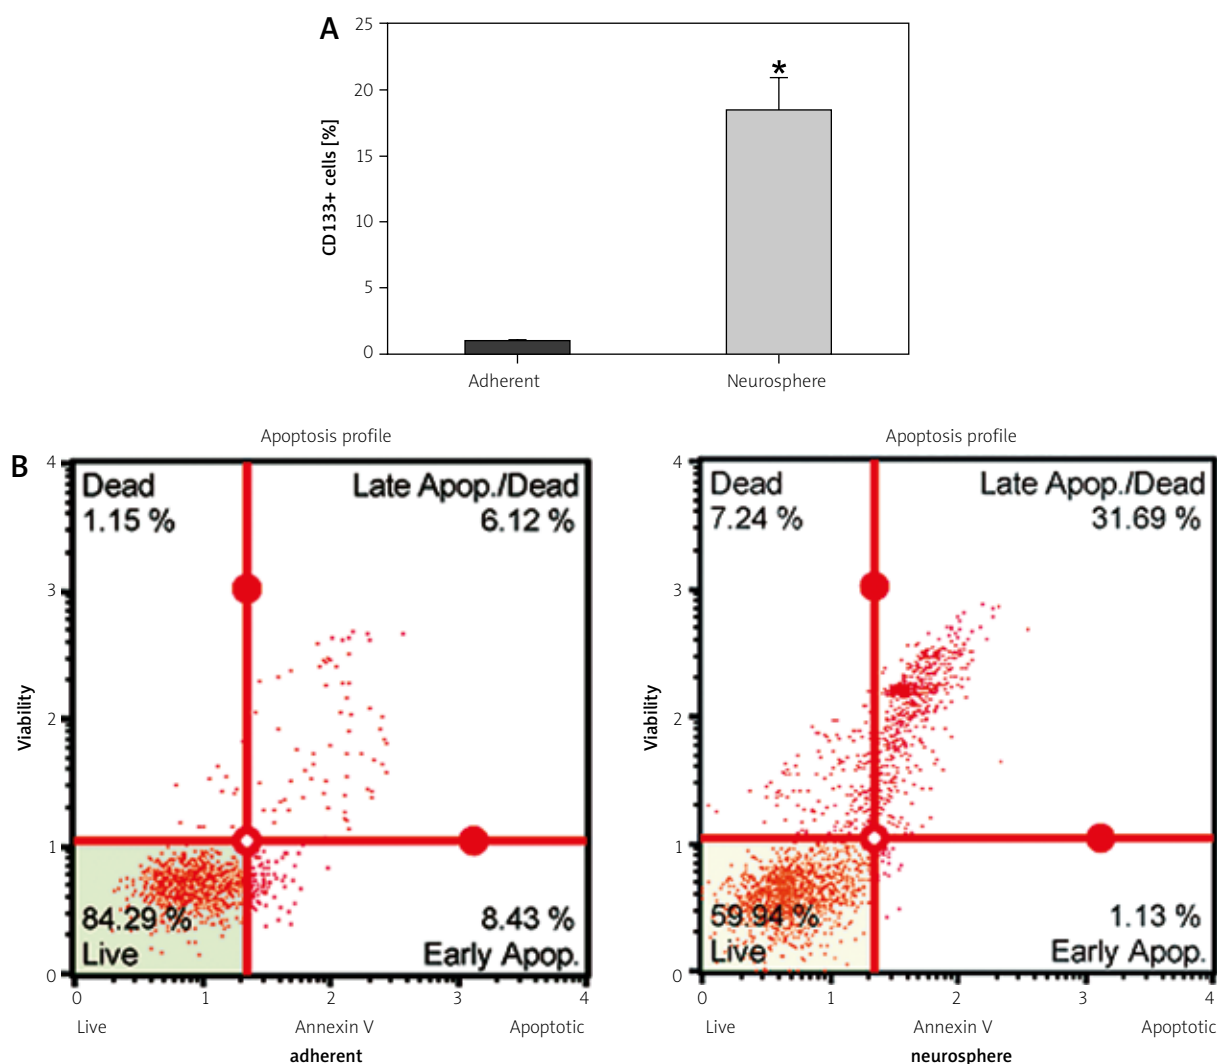 A
25
20
15
10
5
0
CD133+ cells [%]
*
Adherent
Neurosphere
B
Apoptosis profile
4
3
2
1
0
Viability
Dead
1.15 %
Late Apop./Dead
6.12 %
84.29 %
Live
8.43 %
Early Apop.
0 1 2 3 4
Live Annexin V Apoptotic
adherent
Apoptosis profile
4
3
2
1
0
Viability
Dead
7.24 %
Late Apop./Dead
31.69 %
59.94 %
Live
1.13 %
Early Apop.
0 1 2 3 4
Live Annexin V Apoptotic
neurosphere